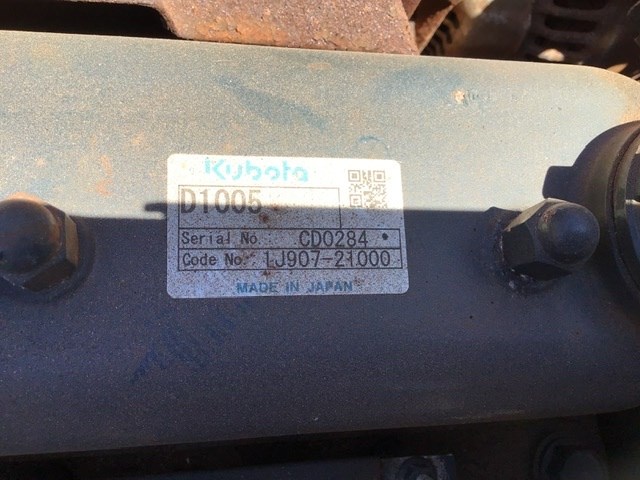 Kubota
D1005
Serial No. CD0284
Code No. 1J907-21000
MADE IN JAPAN